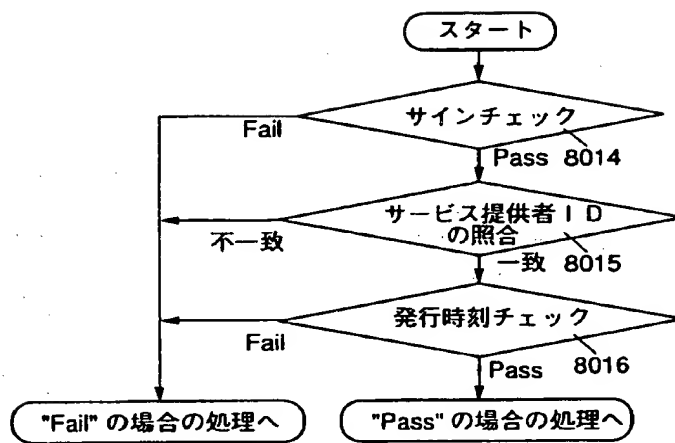 スタート
サインチェック
Fail
Pass 8014
サービス提供者ID
の照合
不一致
一致 8015
発行時刻チェック
Fail
8016
Pass
"Fail" の場合の処理へ
"Pass" の場合の処理へ